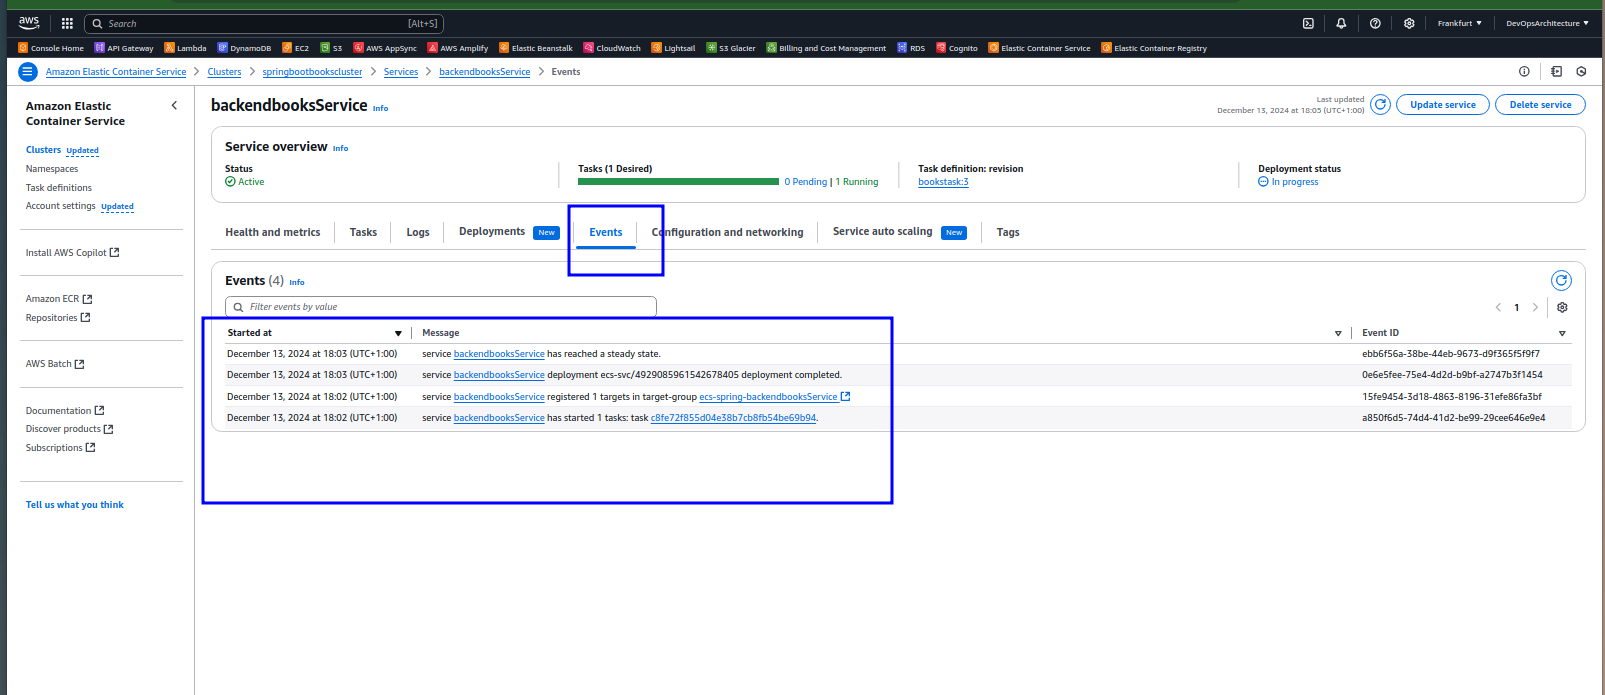 aws
Search [Alt+S]
Frankfurt ▼ DevOpsArchitecture ▼
Console Home API Gateway Lambda DynamoDB EC2 S3 AWS AppSync AWS Amplify Elastic Beanstalk CloudWatch Lightsail S3 Glacier Billing and Cost Management RDS Cognito Elastic Container Service Elastic Container Registry
Amazon Elastic Container Service > Clusters > springbootbookscluster > Services > backendbooksService > Events
Amazon Elastic
Container Service
Clusters Updated
Namespaces
Task definitions
Account settings Updated
Install AWS Copilot
Amazon ECR
Repositories
AWS Batch
Documentation
Discover products
Subscriptions
Tell us what you think
backendbooksService Info
Last updated
December 13, 2024 at 18:05 (UTC+1:00)
Update service
Delete service
Service overview Info
Status
Active
Tasks (1 Desired)
0 Pending | 1 Running
Task definition: revision
bookstask:3
Deployment status
In progress
Health and metrics Tasks Logs Deployments New Events Configuration and networking Service auto scaling New Tags
Events (4) Info
Filter events by value
1
Started at Message Event ID
December 13, 2024 at 18:03 (UTC+1:00) service backendbooksService has reached a steady state. ebb6f56a-38be-44eb-9673-d9f365f5f9f7
December 13, 2024 at 18:03 (UTC+1:00) service backendbooksService deployment ecs-svc/4929085961542678405 deployment completed. 0e6e5fee-75e4-4d2d-b9bf-a2747b3f1454
December 13, 2024 at 18:02 (UTC+1:00) service backendbooksService registered 1 targets in target-group ecs-spring-backendbooksService 15fe9454-3d18-4863-8196-31efe86fa3bf
December 13, 2024 at 18:02 (UTC+1:00) service backendbooksService has started 1 tasks: task c8fe72f855d04e38b7cb8fb54be69b94. a850f6d5-74d4-41d2-be99-29cee646e9e4